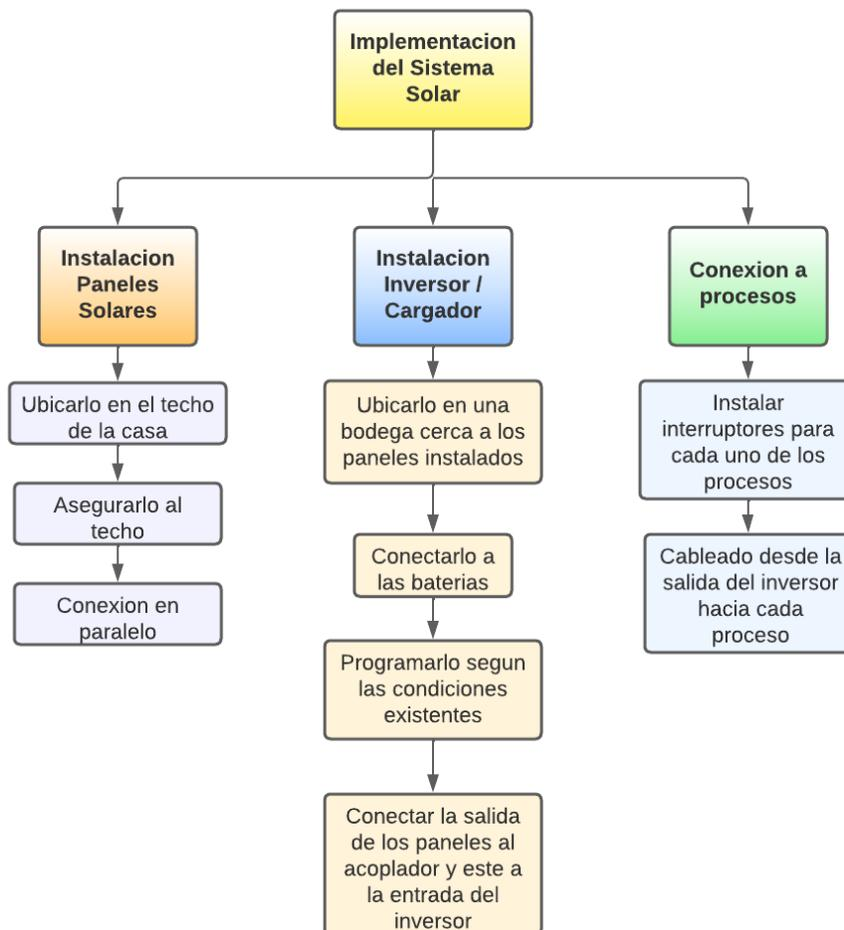 Implementacion
del Sistema
Solar
Instalacion
Paneles
Solares
Ubicarlo en el techo
de la casa
Asegurarlo al
techo
Conexion en
paralelo
Instalacion
Inversor /
Cargador
Ubicarlo en una
bodega cerca a los
paneles instalados
Conectarlo a
las baterias
Programarlo segun
las condiciones
existentes
Conectar la salida
de los paneles al
acoplador y este a
la entrada del
inversor
Conexion a
procesos
Instalar
interruptores para
cada uno de los
procesos
Cableado desde la
salida del inversor
hacia cada
proceso